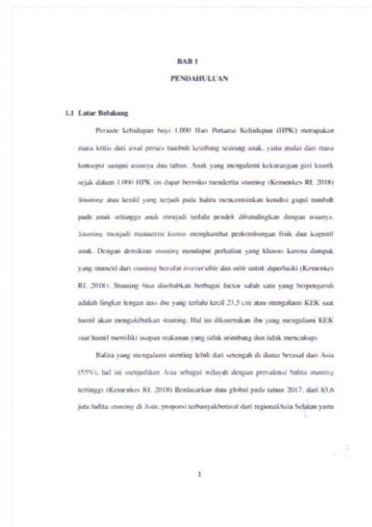 BAB 1
PENDAHULUAN
1.1 Latar Belakang
Periode kehidupan bayi 1.000 Hari Pertama Kehidupan (HPK) merupakan
masa kritis dari awal proses tumbuh kembang seorang anak, yaitu mulai dari masa
konsepsi sampai usianya dua tahun. Anak yang mengalami kekurangan gizi kronik
sejak dalam 1.000 HPK ini dapat berisiko menderita stunting (Kemenkes RI, 2018)
Stunting atau kerdil yang terjadi pada balita mencerminkan kondisi gagal tumbuh
pada anak sehingga anak menjadi terlalu pendek dibandingkan dengan usianya.
Stunting menjadi malnutrisi kronis menghambat perkembangan fisik dan kognitif
anak. Dengan demikian stunting mendapat perhatian yang khusus karena dampak
yang muncul dari stunting bersifat irreversible dan sulit untuk diperbaiki (Kemenkes
RI, 2018). Stunting bisa disebabkan berbagai factor salah satu yang berpengaruh
adalah lingkar lengan atas ibu yang terlalu kecil 23,5 cm atau mengalami KEK saat
hamil akan mengakibatkan stunting. Hal ini dikarenakan ibu yang mengalami KEK
saat hamil memiliki asupan makanan yang tidak seimbang dan tidak mencukupi.
Balita yang mengalami stunting lebih dari setengah di dunia berasal dari Asia
(55%), hal ini menjadikan Asia sebagai wilayah dengan prevalensi balita stunting
tertinggi (Kemenkes RI, 2018) Berdasarkan data global pada tahun 2017, dari 83,6
juta balita stunting di Asia, proporsi terbanyakberasal dari regionalAsia Selatan yaitu
1